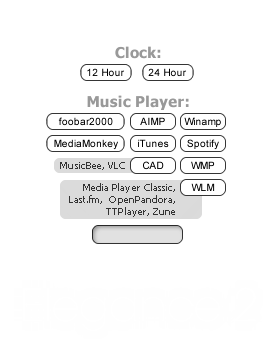 Clock:
12 Hour 24 Hour
Music Player:
foobar2000 AIMP Winamp
MediaMonkey iTunes Spotify
MusicBee, VLC CAD WMP
Media Player Classic, WLM
Last.fm, OpenPandora,
TTPlayer, Zune